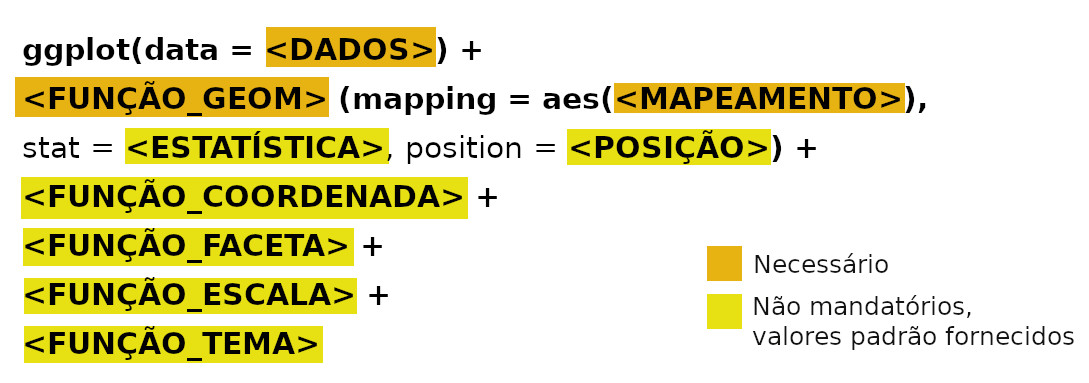 ggplot(data = <DADOS>) +
<FUNÇÃO_GEOM> (mapping = aes(<MAPEAMENTO>),
stat = <ESTATÍSTICA>, position = <POSIÇÃO>) +
<FUNÇÃO_COORDENADA> +
<FUNÇÃO_FACETA> +
<FUNÇÃO_ESCALA> +
<FUNÇÃO_TEMA>
Necessário
Não mandatórios,
valores padrão fornecidos